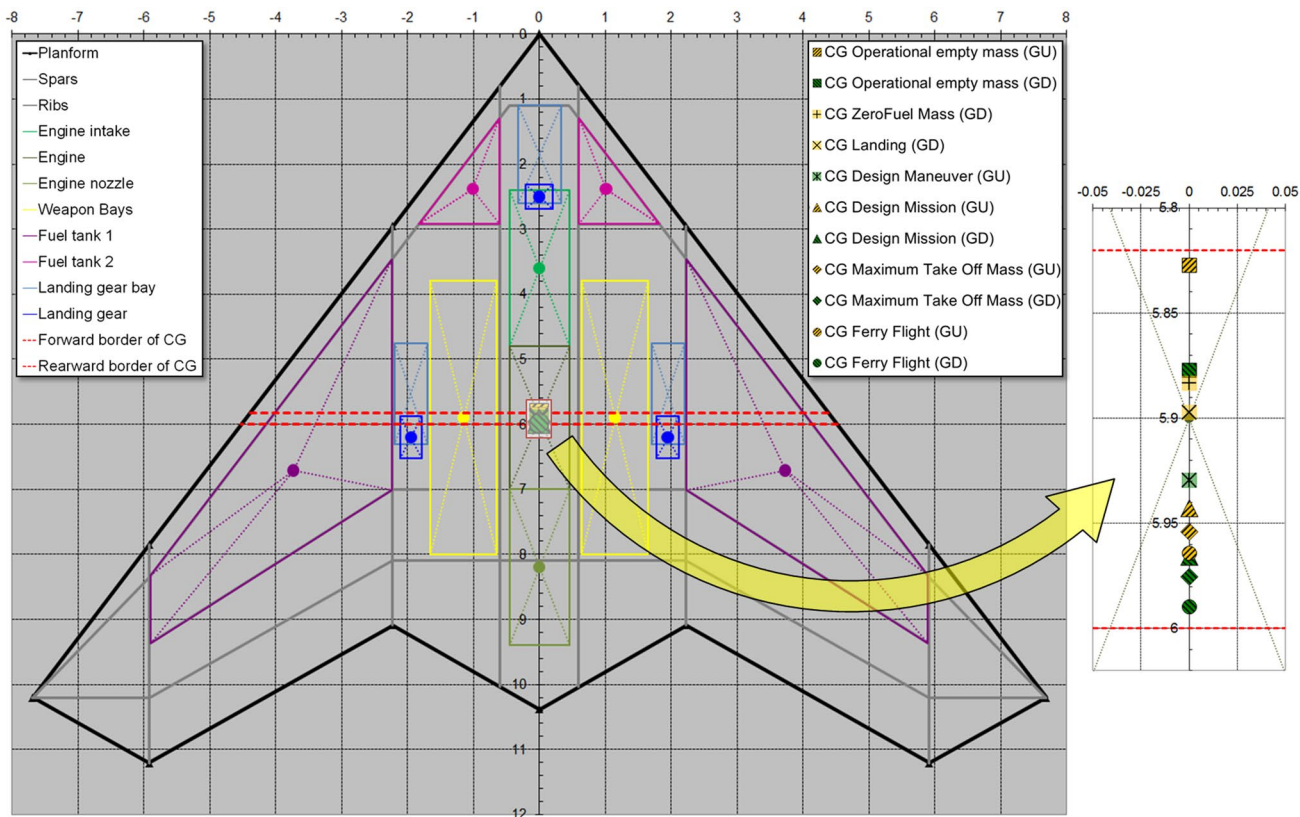 -8 -7 -6 -5 -4 -3 -2 -1 0 1 2 3 4 5 6 7 8
0
1
2
3
4
5
6
7
8
9
10
11
12
Planform
Spars
Ribs
Engine intake
Engine
Engine nozzle
Weapon Bays
Fuel tank 1
Fuel tank 2
Landing gear bay
Landing gear
Forward border of CG
Rearward border of CG
CG Operational empty mass (GU)
CG Operational empty mass (GD)
CG ZeroFuel Mass (GD)
CG Landing (GD)
CG Design Maneuver (GU)
CG Design Mission (GU)
CG Design Mission (GD)
CG Maximum Take Off Mass (GU)
CG Maximum Take Off Mass (GD)
CG Ferry Flight (GU)
CG Ferry Flight (GD)
-0.05 -0.025 0 0.025 0.05
5.8
5.85
5.9
5.95
6